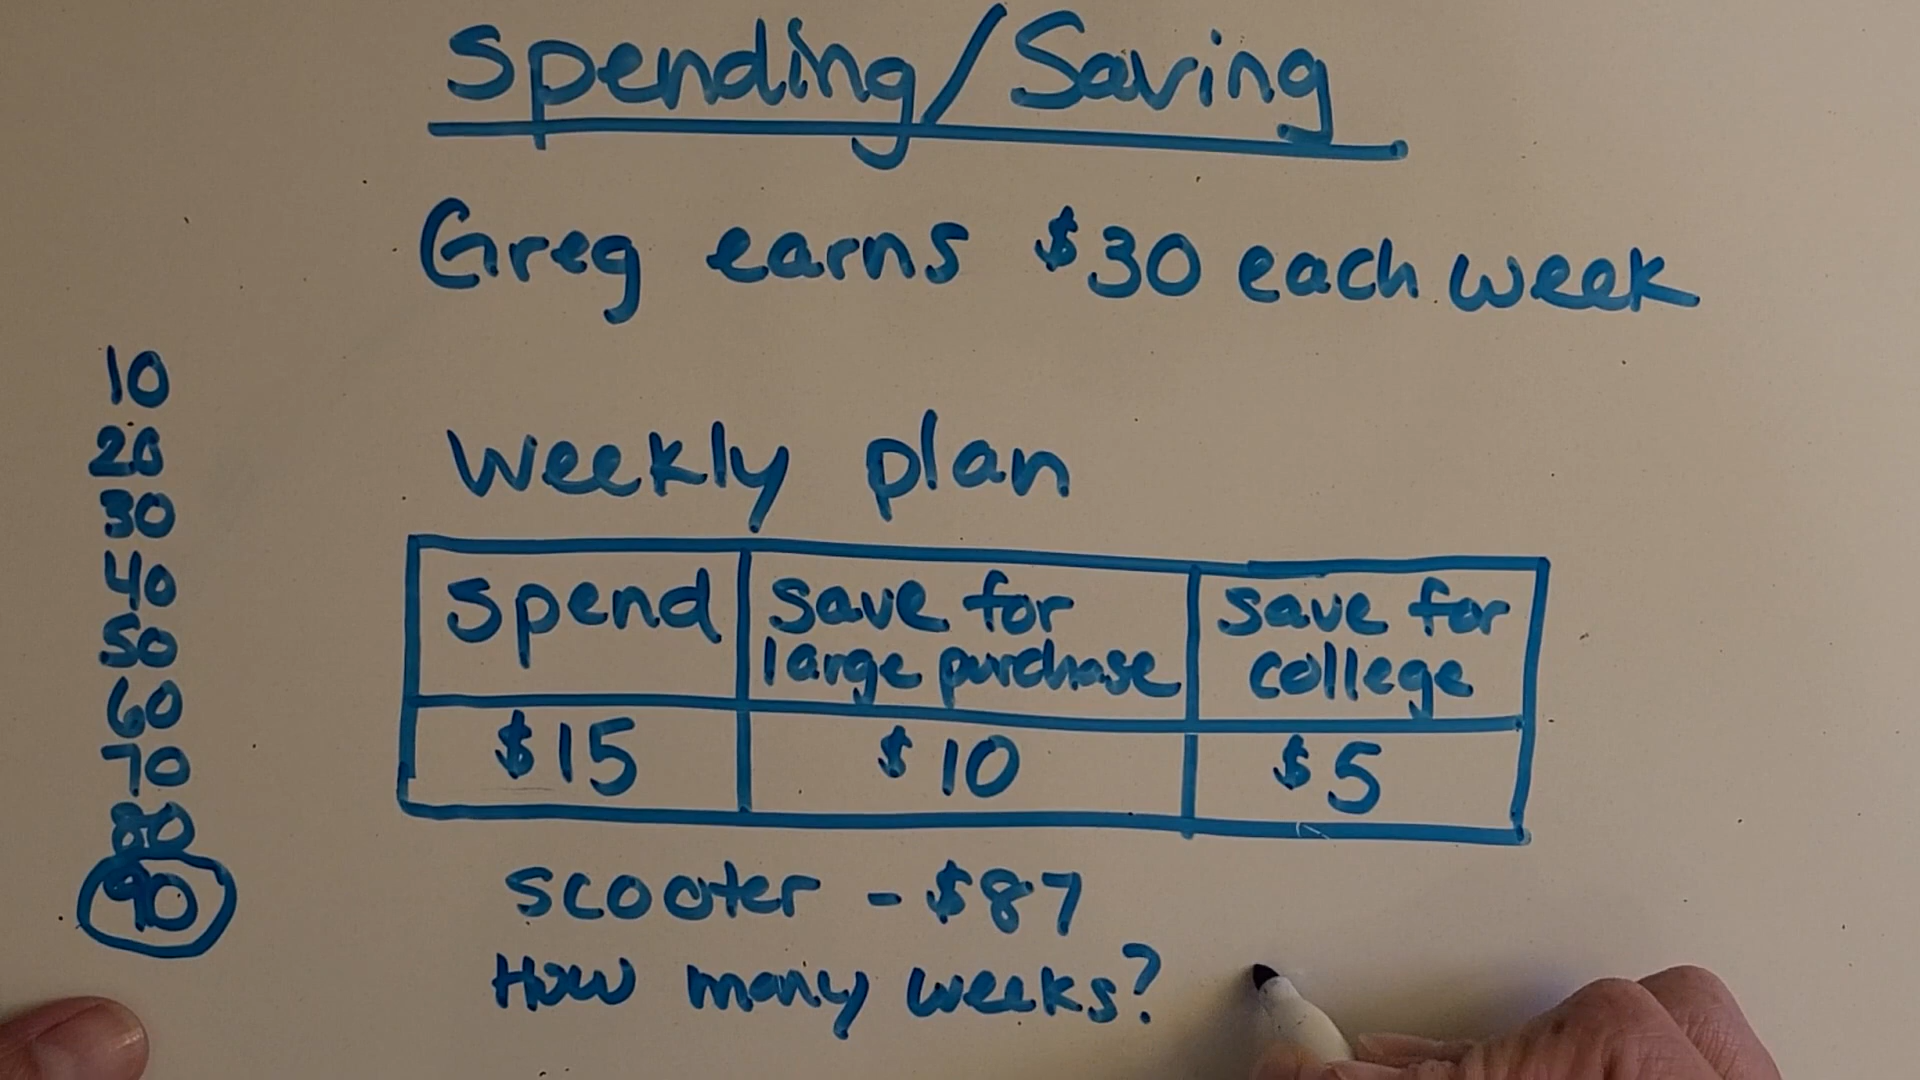 Spending/Saving
Greg earns $30 each week
10
20
30
40
50
60
70
80
90
weekly plan
spend
save for
large purchase
save for
college
$15
$10
$5
scooter - $87
How many weeks?